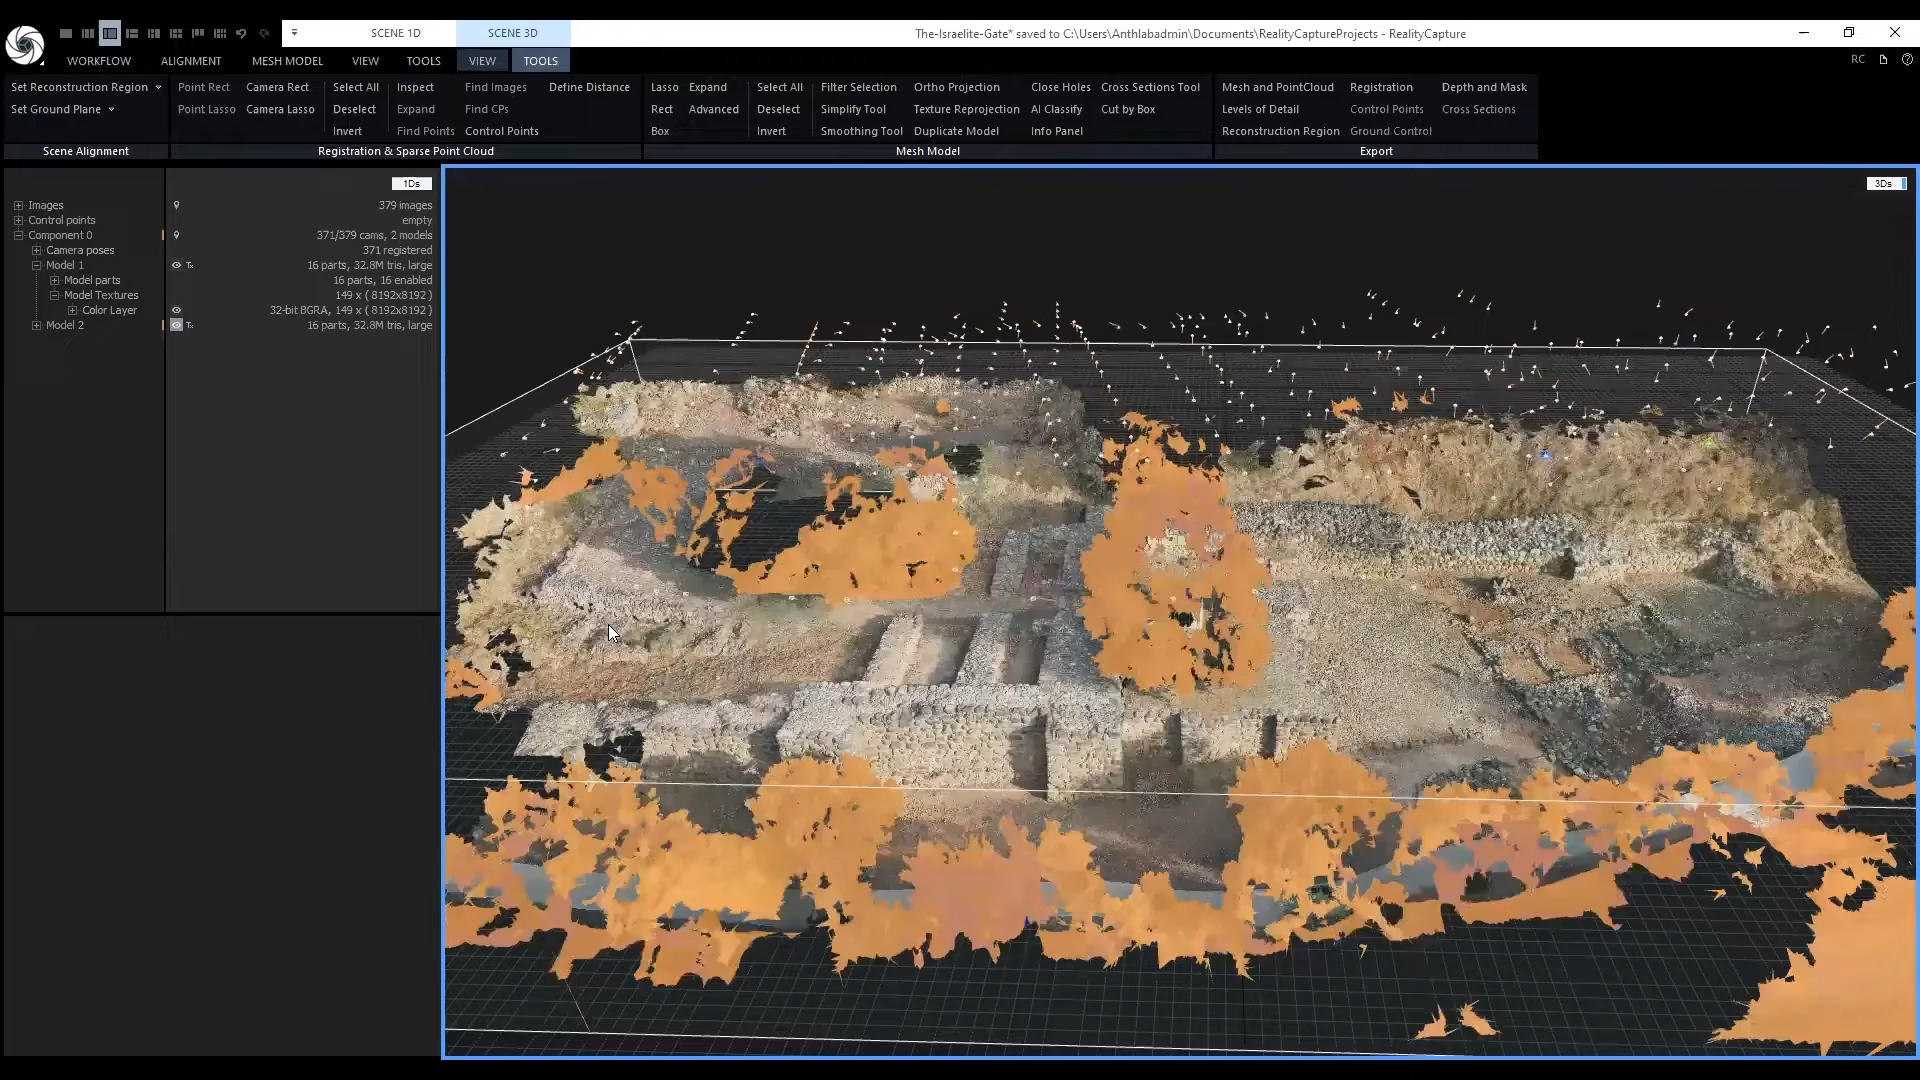 SCENE 1D
SCENE 3D
The-Israelite-Gate* saved to C:\Users\Anthlabadmin\Documents\RealityCaptureProjects - RealityCapture
WORKFLOW ALIGNMENT MESH MODEL VIEW TOOLS VIEW TOOLS
RC
Set Reconstruction Region
Set Ground Plane
Scene Alignment
Point Rect Camera Rect Select All Inspect Find Images Define Distance
Point Lasso Camera Lasso Deselect Expand Find CPs
Invert Find Points Control Points
Registration & Sparse Point Cloud
Lasso Expand Select All Filter Selection Ortho Projection Close Holes Cross Sections Tool
Rect Advanced Deselect Simplify Tool Texture Reprojection AI Classify Cut by Box
Box Invert Smoothing Tool Duplicate Model Info Panel
Mesh Model
Mesh and PointCloud Registration Depth and Mask
Levels of Detail Control Points Cross Sections
Reconstruction Region Ground Control
Export
1Ds
Images 379 images
Control points empty
Component 0 371/379 cams, 2 models
Camera poses 371 registered
Model 1 Tx 16 parts, 32.8M tris, large
Model parts 16 parts, 16 enabled
Model Textures 149 x ( 8192x8192 )
Color Layer 32-bit BGRA, 149 x ( 8192x8192 )
Model 2 Tx 16 parts, 32.8M tris, large
3Ds